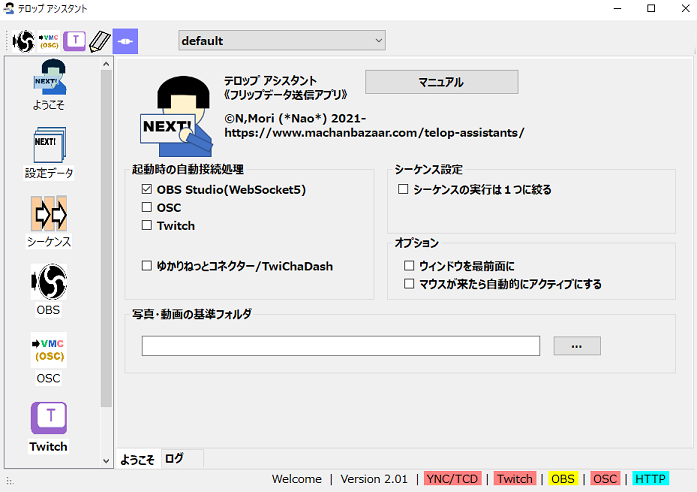 テロップ アシスタント
VMC
(OSC)
T
default
NEXT!
ようこそ
NEXT!
設定データ
シーケンス
OBS
VMC
(OSC)
OSC
T
Twitch
NEXT!
テロップ アシスタント
《フリップデータ送信アプリ》
マニュアル
©N,Mori (*Nao*) 2021-
https://www.machanbazaar.com/telop-assistants/
起動時の自動接続処理
OBS Studio(WebSocket5)
OSC
Twitch
ゆかりねっとコネクター/TwiChaDash
シーケンス設定
シーケンスの実行は１つに絞る
オプション
ウィンドウを最前面に
マウスが来たら自動的にアクティブにする
写真・動画の基準フォルダ
...
ようこそ ログ
Welcome | Version 2.01 | YNC/TCD | Twitch | OBS | OSC | HTTP